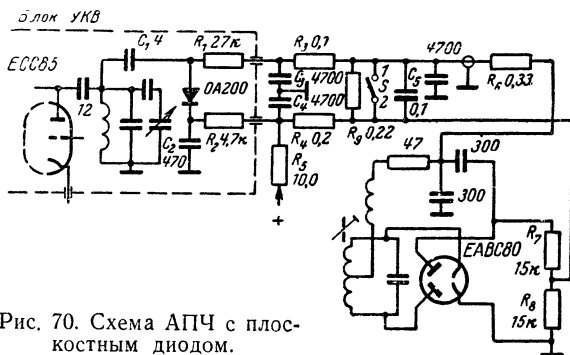 Блок УКВ
ECC85
12
C₁ 4
R₁ 27к
R₃ 0,1
4700
OA200
C₃ 4700
C₄ 4700
1
S
2
C₅
0,1
R₆ 0,33
C₂
470
R₂ 4,7к
R₄ 0,2
R₉ 0,22
R₅
10,0
+
47
300
300
EABC80
R₇
15к
R₈
15к
Рис. 70. Схема АПЧ с плос-
костным диодом.